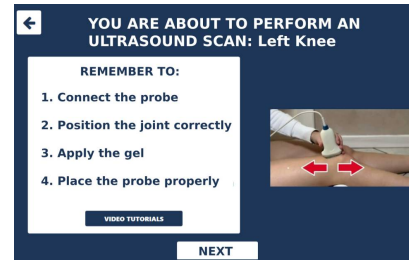 YOU ARE ABOUT TO PERFORM AN
ULTRASOUND SCAN: Left Knee
REMEMBER TO:
1. Connect the probe
2. Position the joint correctly
3. Apply the gel
4. Place the probe properly
VIDEO TUTORIALS
NEXT